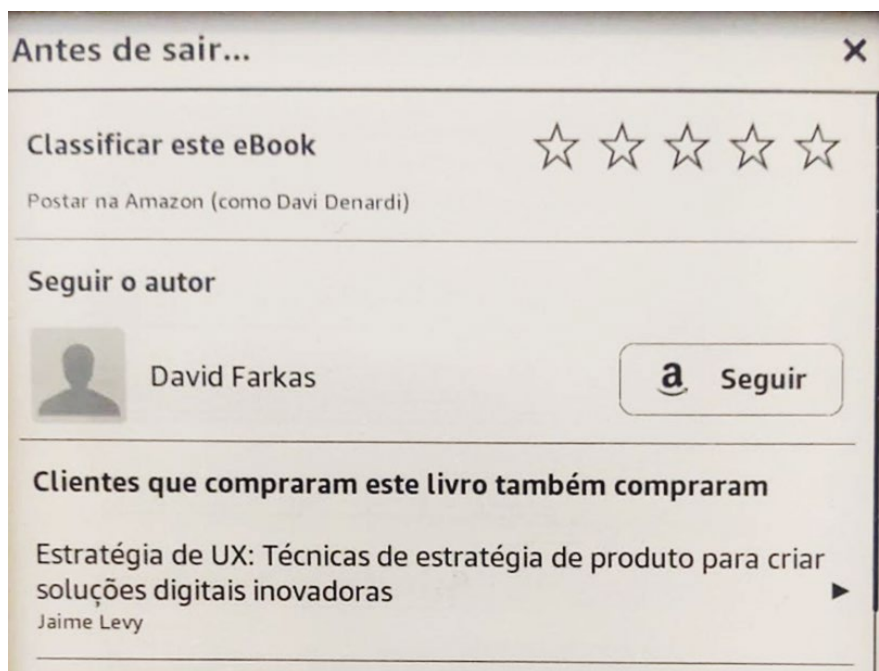 Antes de sair... ×
Classificar este eBook
Postar na Amazon (como Davi Denardi)
Seguir o autor
David Farkas
a Seguir
Clientes que compraram este livro também compraram
Estratégia de UX: Técnicas de estratégia de produto para criar
soluções digitais inovadoras
Jaime Levy